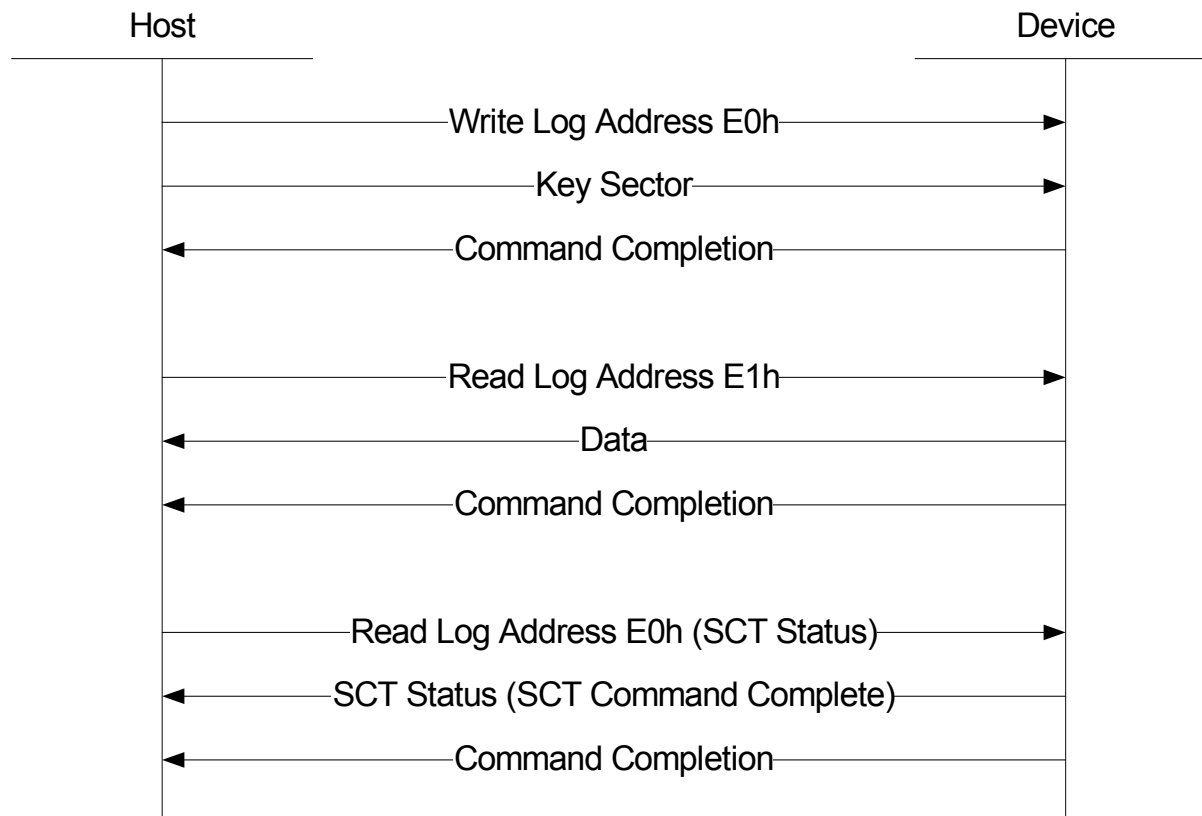 Host Device
Write Log Address E0h
Key Sector
Command Completion
Read Log Address E1h
Data
Command Completion
Read Log Address E0h (SCT Status)
SCT Status (SCT Command Complete)
Command Completion